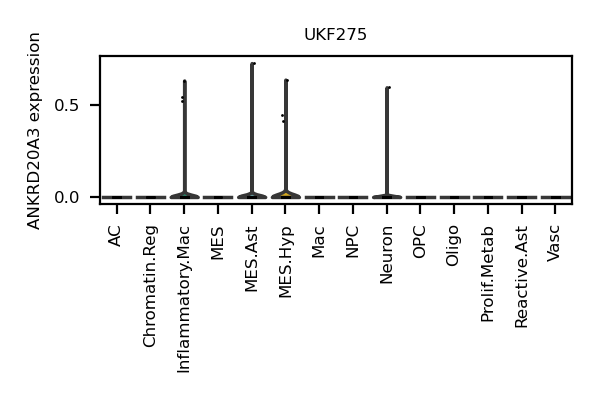 UKF275
ANKRD20A3 expression
0.5
0.0
AC
Chromatin.Reg
Inflammatory.Mac
MES
MES.Ast
MES.Hyp
Mac
NPC
Neuron
OPC
Oligo
Prolif.Metab
Reactive.Ast
Vasc